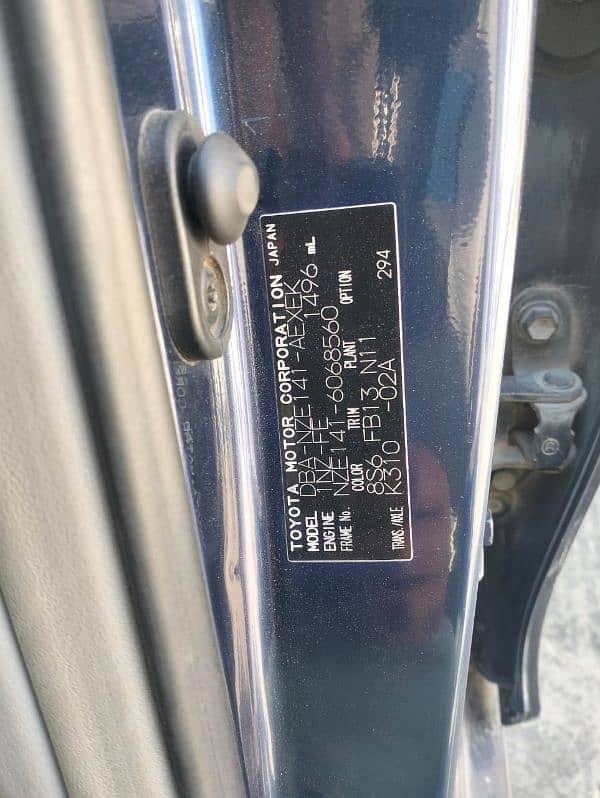 TOYOTA MOTOR CORPORATION JAPAN
MODEL DBA-NZE141-AEXEK
ENGINE 1NZ-FE 1496 mL
FRAME No. NZE141-6068560
COLOR TRIM PLANT OPTION
8S6 FB13 N11 294
TRANS./AXLE K310 -02A